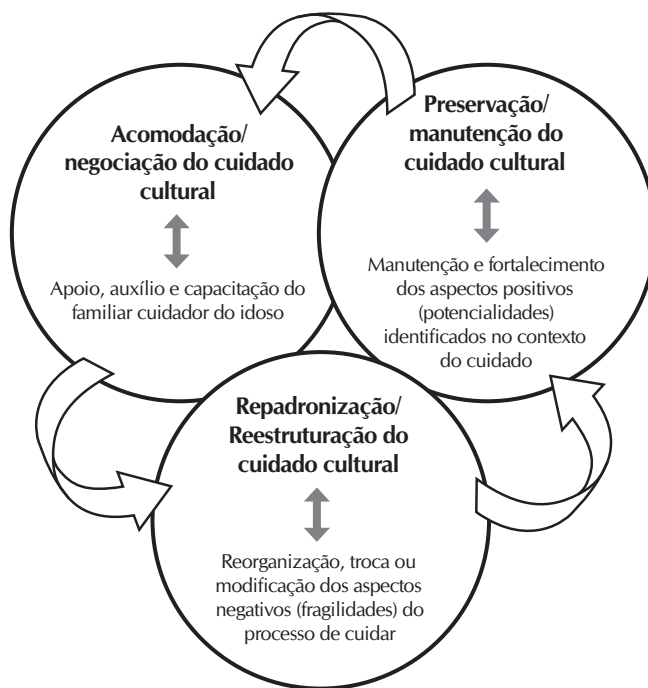 Acomodação/
negociação do cuidado
cultural
Apoio, auxílio e capacitação do
familiar cuidador do idoso
Preservação/
manutenção do
cuidado cultural
Manutenção e fortalecimento
dos aspectos positivos
(potencialidades)
identificados no contexto
do cuidado
Repadronização/
Reestruturação do
cuidado cultural
Reorganização, troca ou
modificação dos aspectos
negativos (fragilidades) do
processo de cuidar